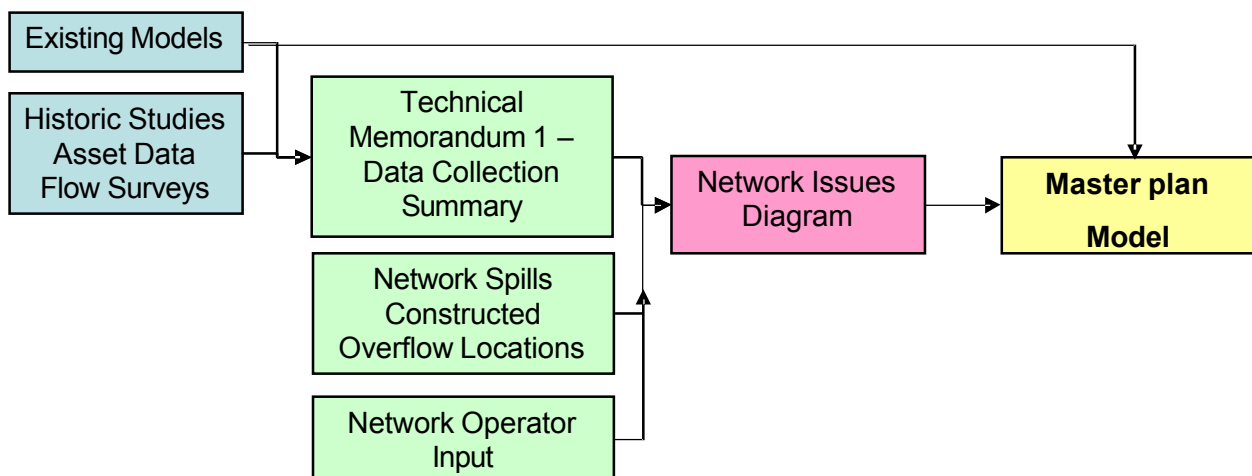 Existing Models
Historic Studies
Asset Data
Flow Surveys
Technical
Memorandum 1 –
Data Collection
Summary
Network Spills
Constructed
Overflow Locations
Network Operator
Input
Network Issues
Diagram
Master plan
Model